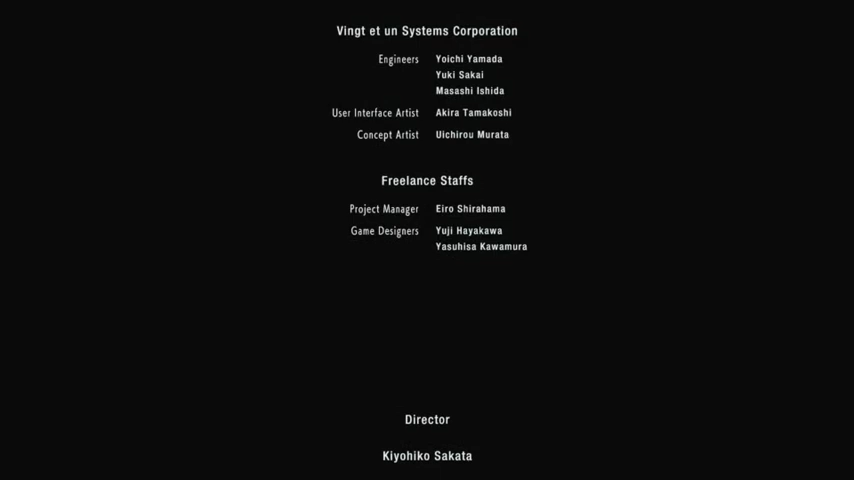 Vingt et un Systems Corporation
Engineers Yoichi Yamada
Yuki Sakai
Masashi Ishida
User Interface Artist Akira Tamakoshi
Concept Artist Uichirou Murata
Freelance Staffs
Project Manager Eiro Shirahama
Game Designers Yuji Hayakawa
Yasuhisa Kawamura
Director
Kiyohiko Sakata